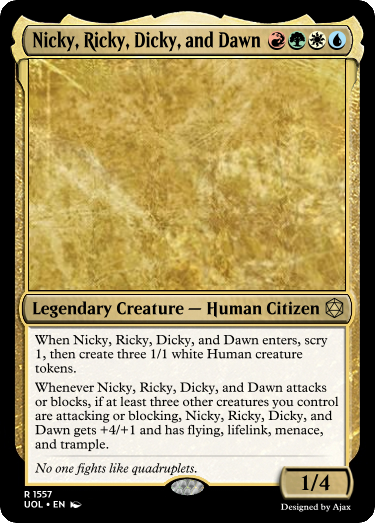 Nicky, Ricky, Dicky, and Dawn
Legendary Creature — Human Citizen
When Nicky, Ricky, Dicky, and Dawn enters, scry
1, then create three 1/1 white Human creature
tokens.
Whenever Nicky, Ricky, Dicky, and Dawn attacks
or blocks, if at least three other creatures you control
are attacking or blocking, Nicky, Ricky, Dicky, and
Dawn gets +4/+1 and has flying, lifelink, menace,
and trample.
No one fights like quadruplets.
1/4
R 1557
UOL • EN
Designed by Ajax